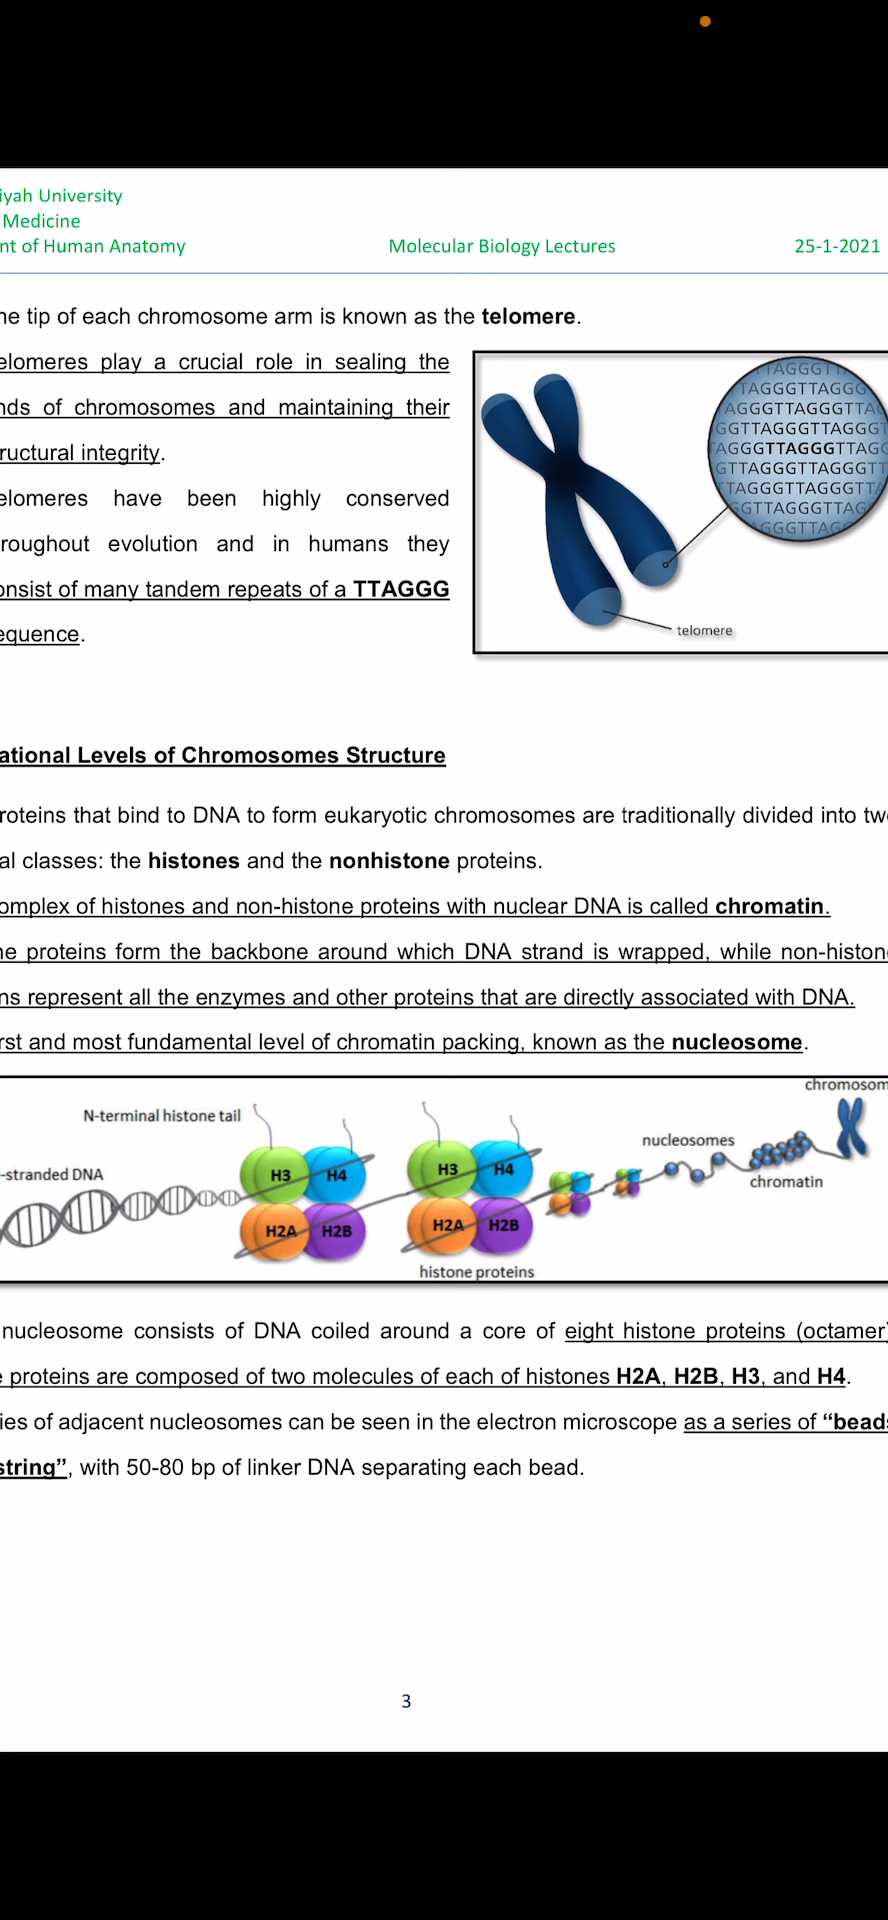 iyah University
Medicine
nt of Human Anatomy Molecular Biology Lectures 25-1-2021
he tip of each chromosome arm is known as the telomere.
elomeres play a crucial role in sealing the
nds of chromosomes and maintaining their
ructural integrity.
elomeres have been highly conserved
roughout evolution and in humans they
onsist of many tandem repeats of a TTAGGG
equence.
TAGGGTT
TAGGGTTAGGG
AGGGTTAGGGTTAG
GGTTAGGGTTAGGGT
AGGGTTAGGGTTAGG
GTTAGGGTTAGGGTT
TAGGGTTAGGGTTA
GGTTAGGGTTAG
GGGTTAGG
telomere
ational Levels of Chromosomes Structure
roteins that bind to DNA to form eukaryotic chromosomes are traditionally divided into tw
al classes: the histones and the nonhistone proteins.
omplex of histones and non-histone proteins with nuclear DNA is called chromatin.
ne proteins form the backbone around which DNA strand is wrapped, while non-histon
ns represent all the enzymes and other proteins that are directly associated with DNA.
rst and most fundamental level of chromatin packing, known as the nucleosome.
chromosom
N-terminal histone tail
nucleosomes
-stranded DNA
chromatin
H3 H4 H3 H4
H2A H2B H2A H2B
histone proteins
nucleosome consists of DNA coiled around a core of eight histone proteins (octamer)
e proteins are composed of two molecules of each of histones H2A, H2B, H3, and H4.
ies of adjacent nucleosomes can be seen in the electron microscope as a series of “beads
string”, with 50-80 bp of linker DNA separating each bead.
3